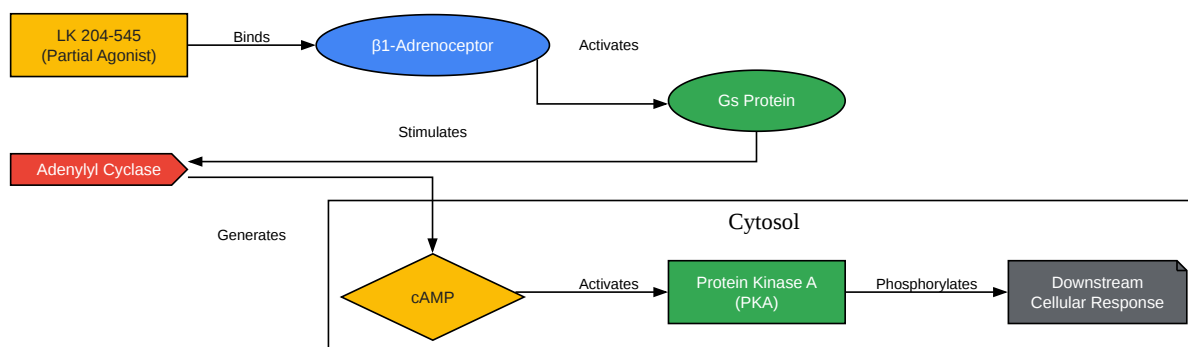 LK 204-545
(Partial Agonist)
Binds
β1-Adrenoceptor
Activates
Gs Protein
Stimulates
Adenylyl Cyclase
Generates
Cytosol
cAMP
Activates
Protein Kinase A
(PKA)
Phosphorylates
Downstream
Cellular Response